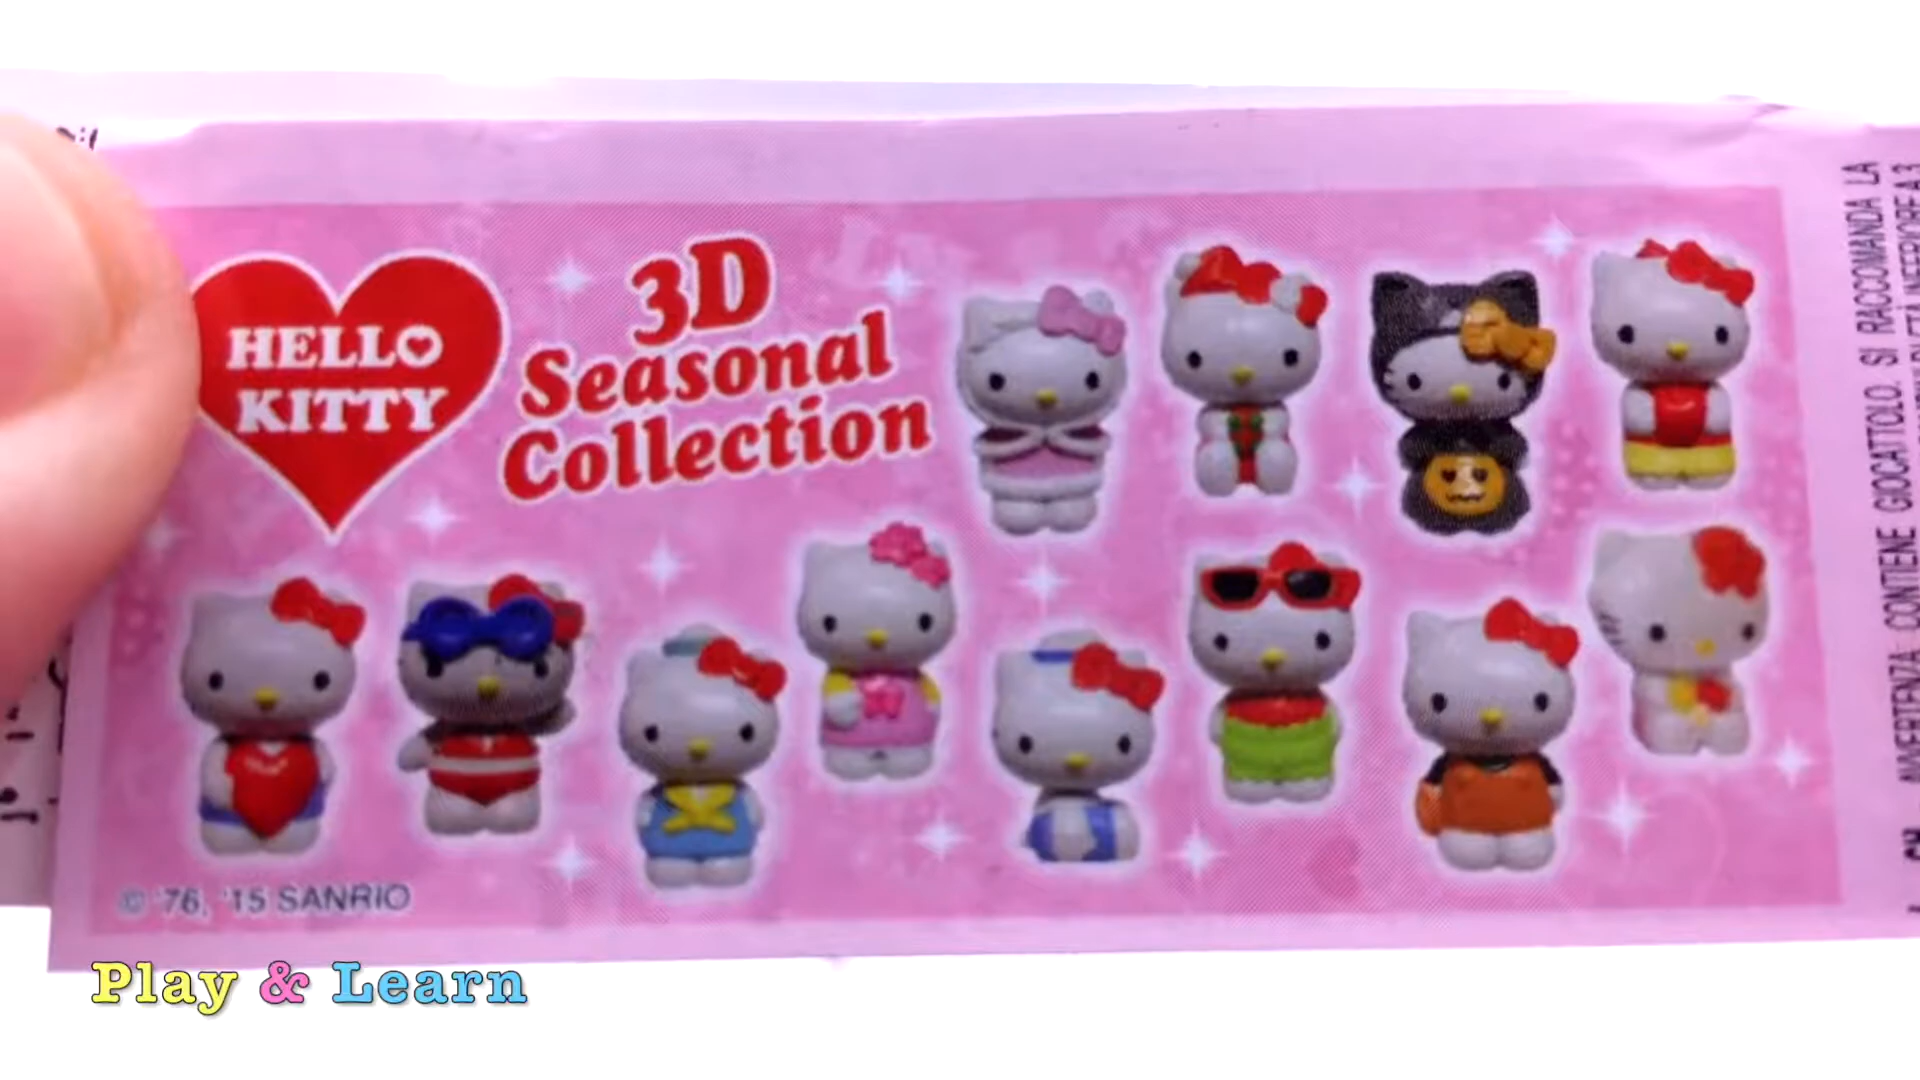 HELLO
KITTY
3D
Seasonal
Collection
© '76, '15 SANRIO
AVVERTENZA. CONTIENE GIOCATTOLO. SI RACCOMANDA LA
Play & Learn